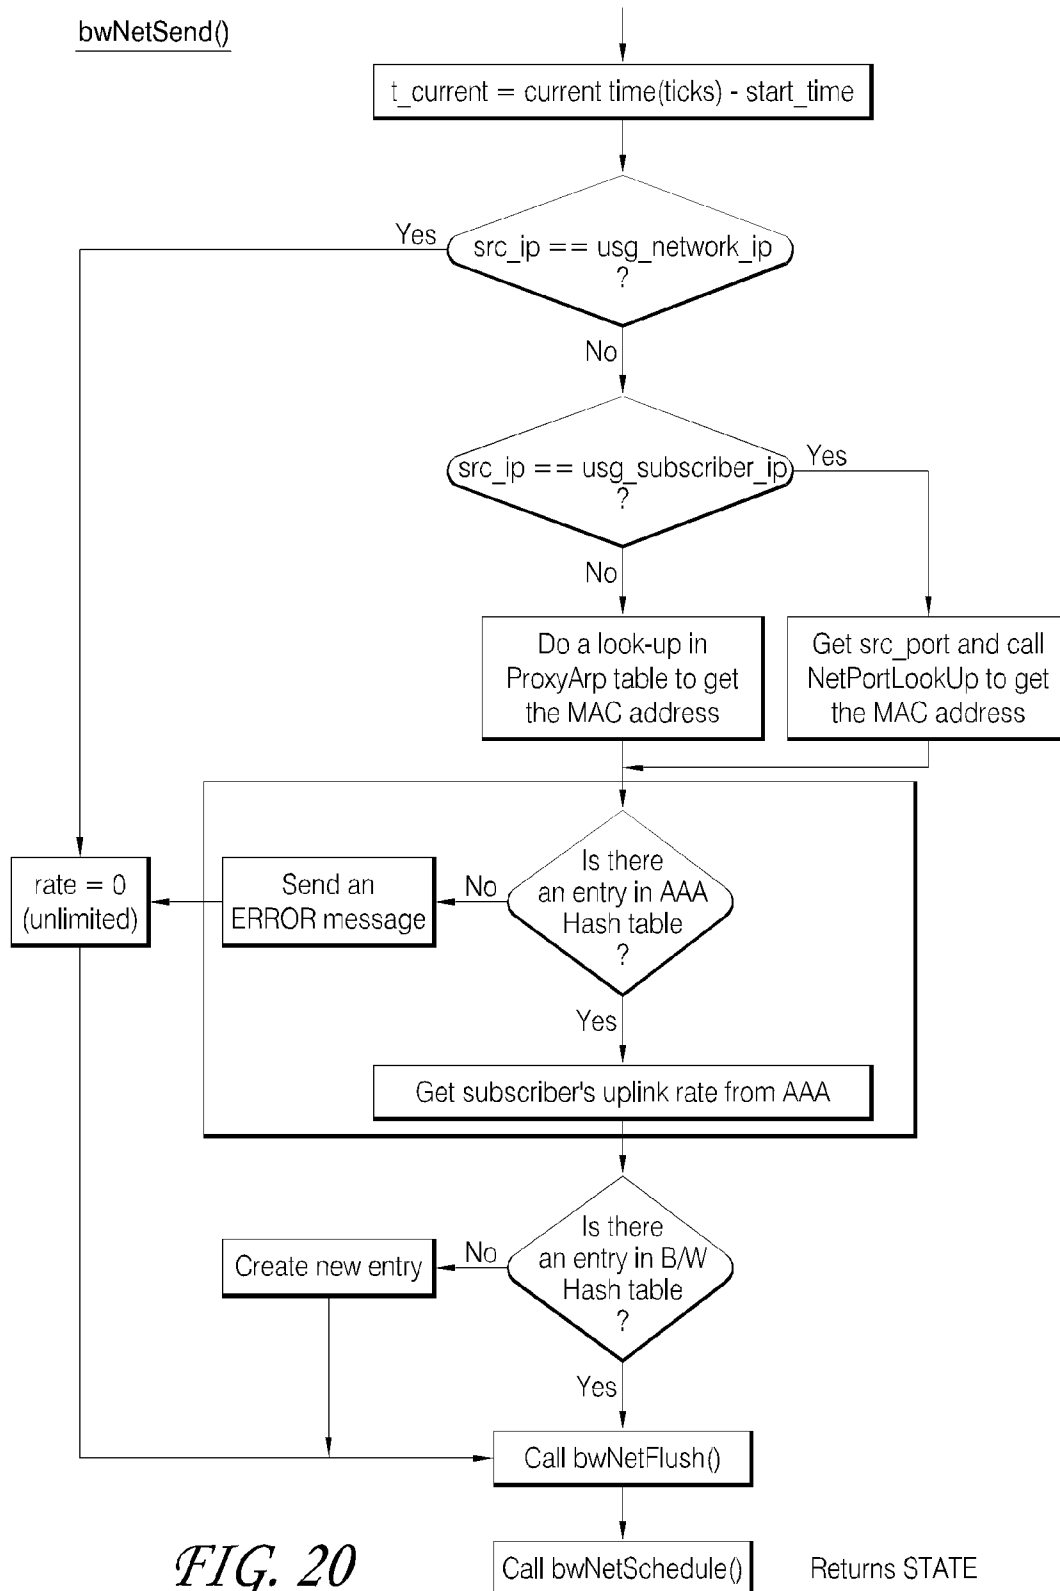 bwNetSend()
t_current = current time(ticks) - start_time
Yes
src_ip == usg_network_ip
?
No
src_ip == usg_subscriber_ip
?
Yes
No
Do a look-up in
ProxyArp table to get
the MAC address
Get src_port and call
NetPortLookUp to get
the MAC address
rate = 0
(unlimited)
Send an
ERROR message
No
Is there
an entry in AAA
Hash table
?
Yes
Get subscriber's uplink rate from AAA
Create new entry
No
Is there
an entry in B/W
Hash table
?
Yes
Call bwNetFlush()
Call bwNetSchedule()
Returns STATE
FIG. 20